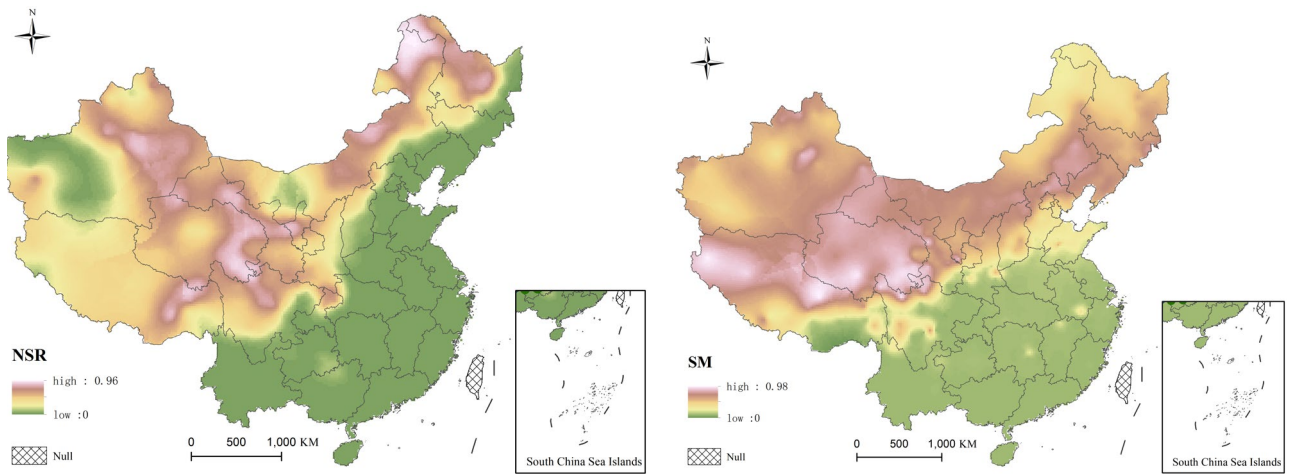 N
NSR
high : 0.96
low :0
Null
0 500 1,000 KM
South China Sea Islands
N
SM
high : 0.98
low :0
Null
0 500 1,000 KM
South China Sea Islands